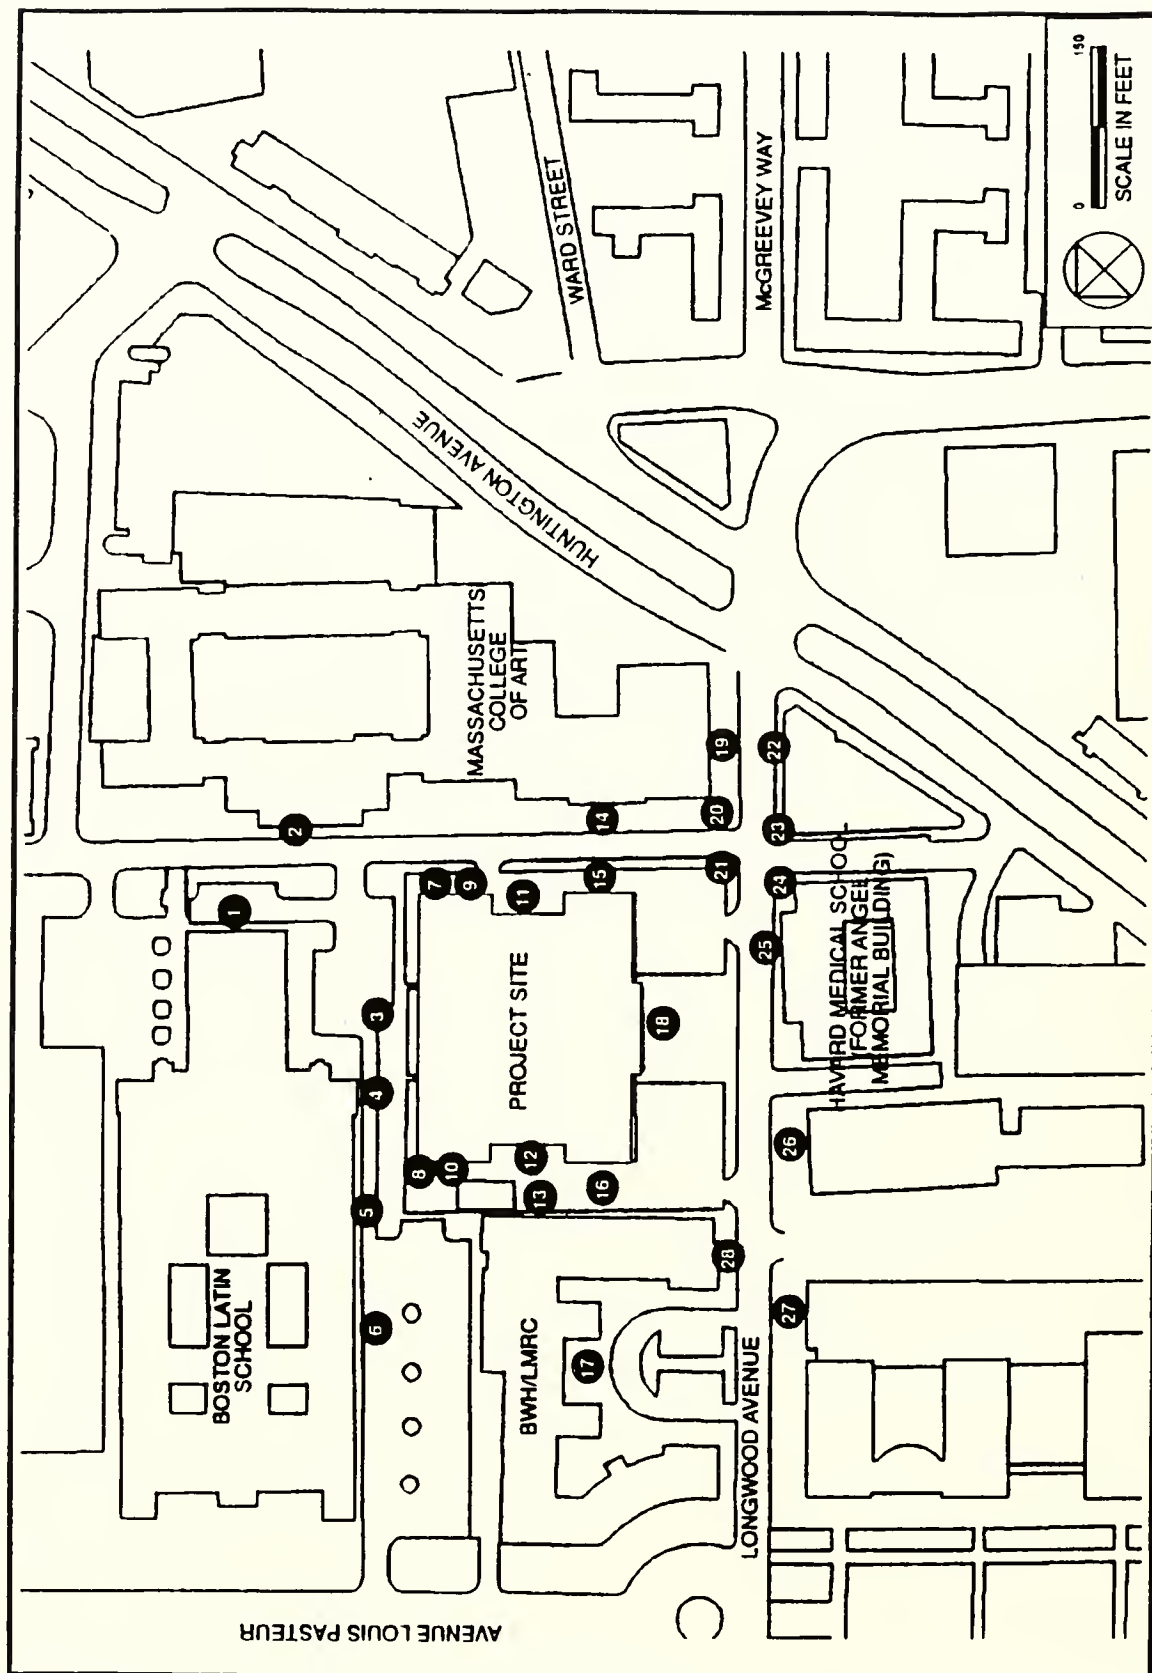 AVENUE LOUIS PASTEUR
BOSTON LATIN
SCHOOL
1
2
3
4
5
6
7
8
9
10
11
12
13
14
15
16
17
18
19
20
21
22
23
24
25
26
27
28
PROJECT SITE
BWH/LMRC
MASSACHUSETTS
COLLEGE
OF ART
HUNTINGTON AVENUE
WARD STREET
McGREEVEY WAY
LONGWOOD AVENUE
HAVARD MEDICAL SCHOOL
(FORMER ANGELL
MEMORIAL BUILDING)
0
150
SCALE IN FEET